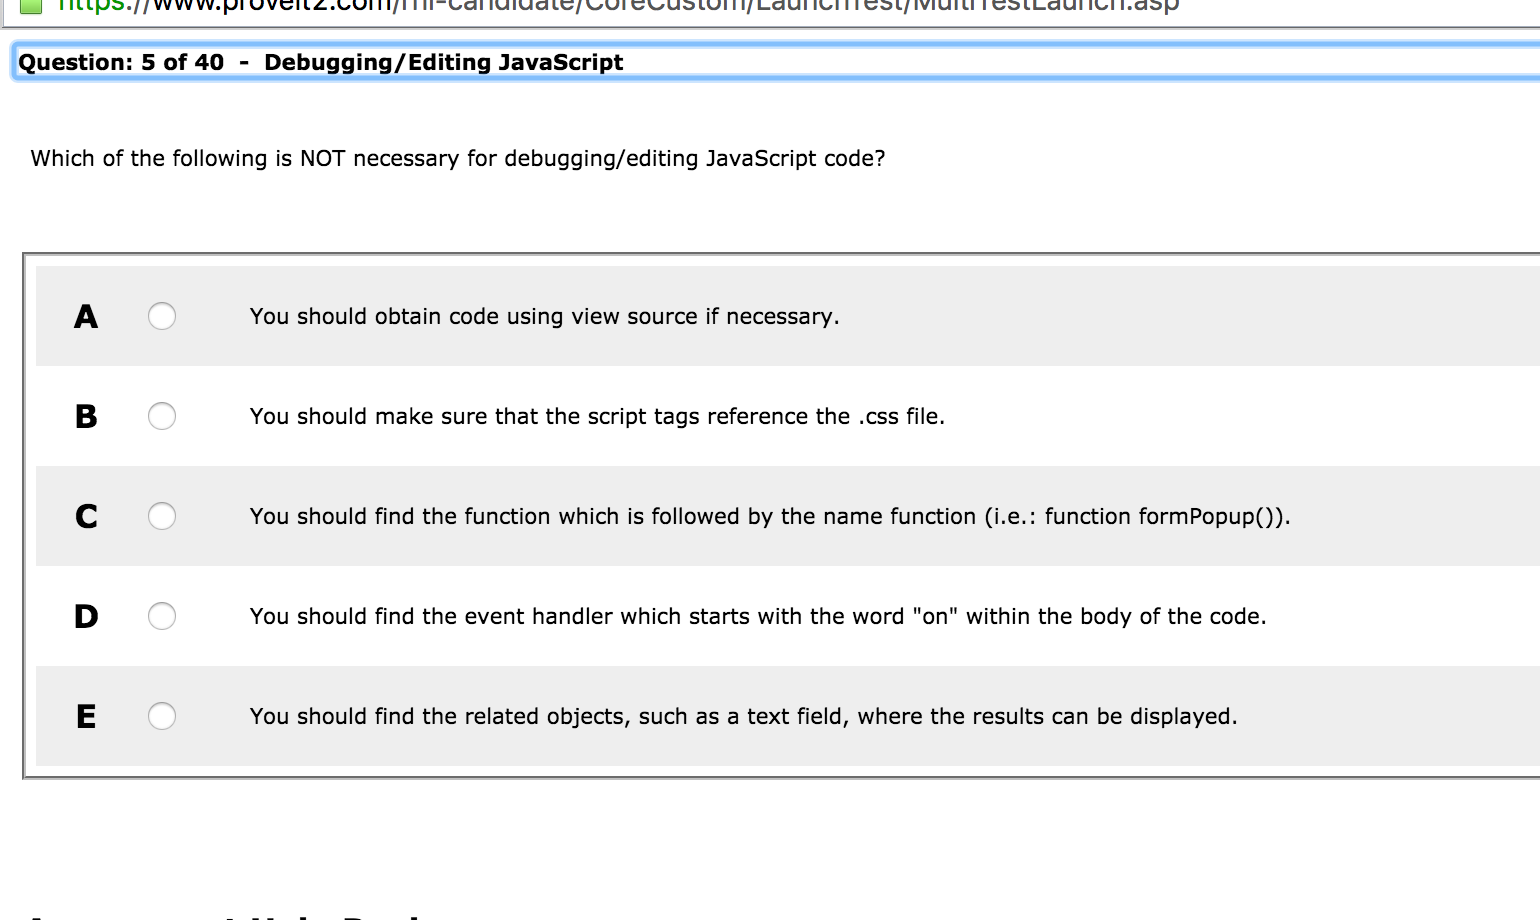 https://www.proveit2.com/rhi-candidate/CoreCustom/LaunchTest/MultiTestLaunch.asp
Question: 5 of 40 - Debugging/Editing JavaScript
Which of the following is NOT necessary for debugging/editing JavaScript code?
A You should obtain code using view source if necessary.
B You should make sure that the script tags reference the .css file.
C You should find the function which is followed by the name function (i.e.: function formPopup()).
D You should find the event handler which starts with the word "on" within the body of the code.
E You should find the related objects, such as a text field, where the results can be displayed.